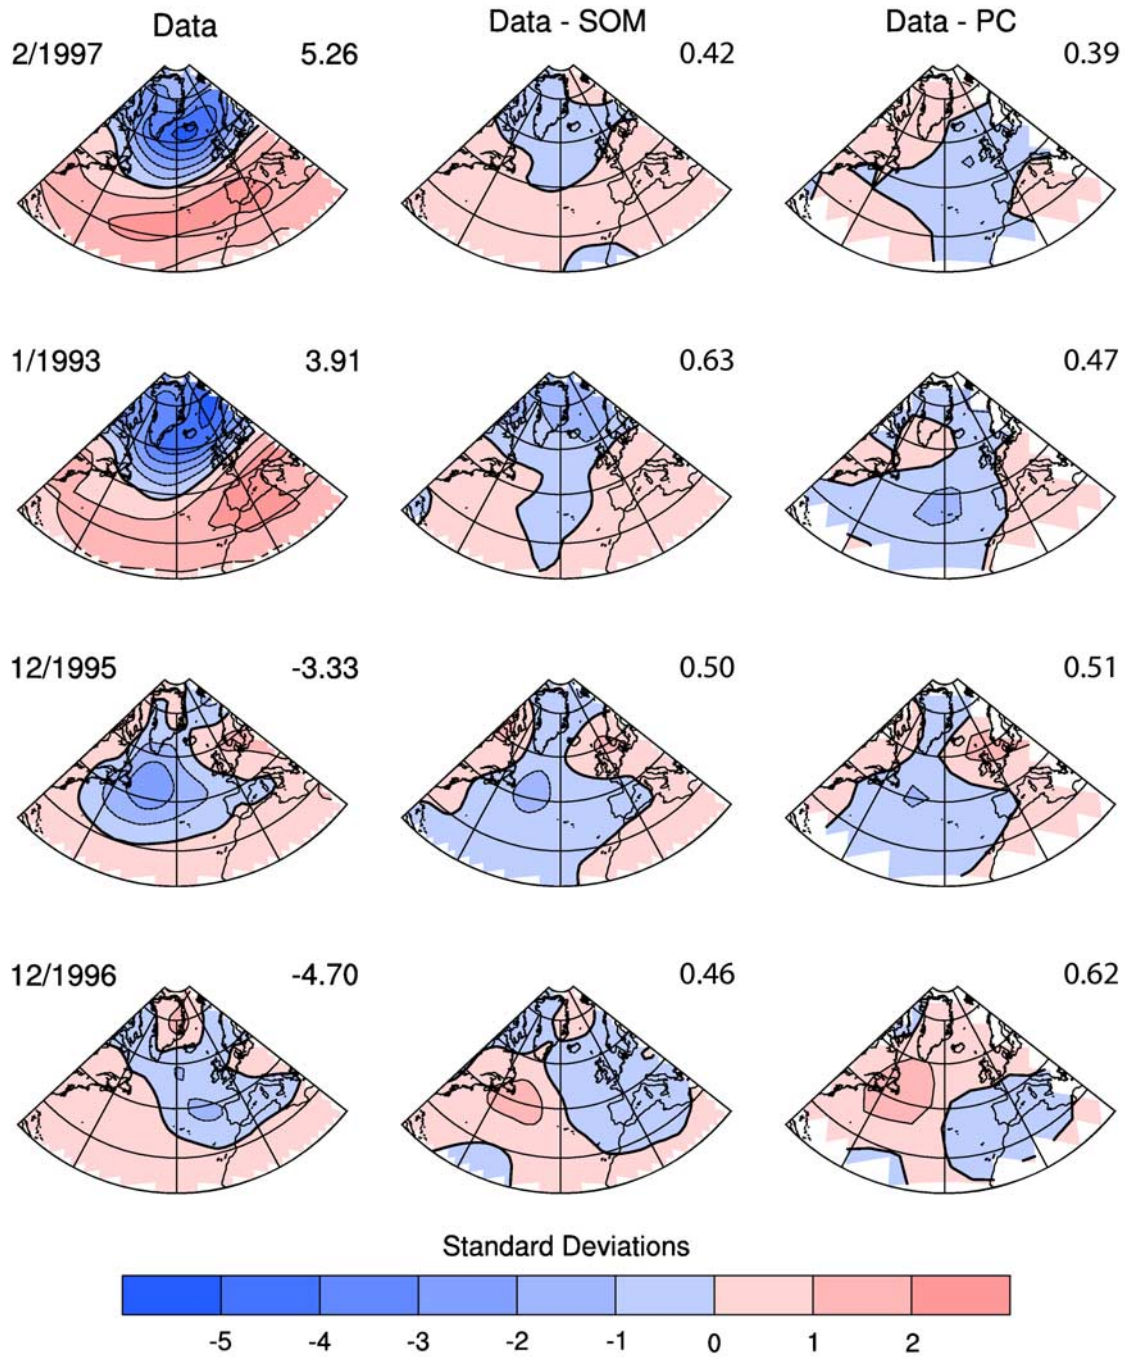 Data Data - SOM Data - PC
2/1997 5.26 0.42 0.39
1/1993 3.91 0.63 0.47
12/1995 -3.33 0.50 0.51
12/1996 -4.70 0.46 0.62
Standard Deviations
-5 -4 -3 -2 -1 0 1 2